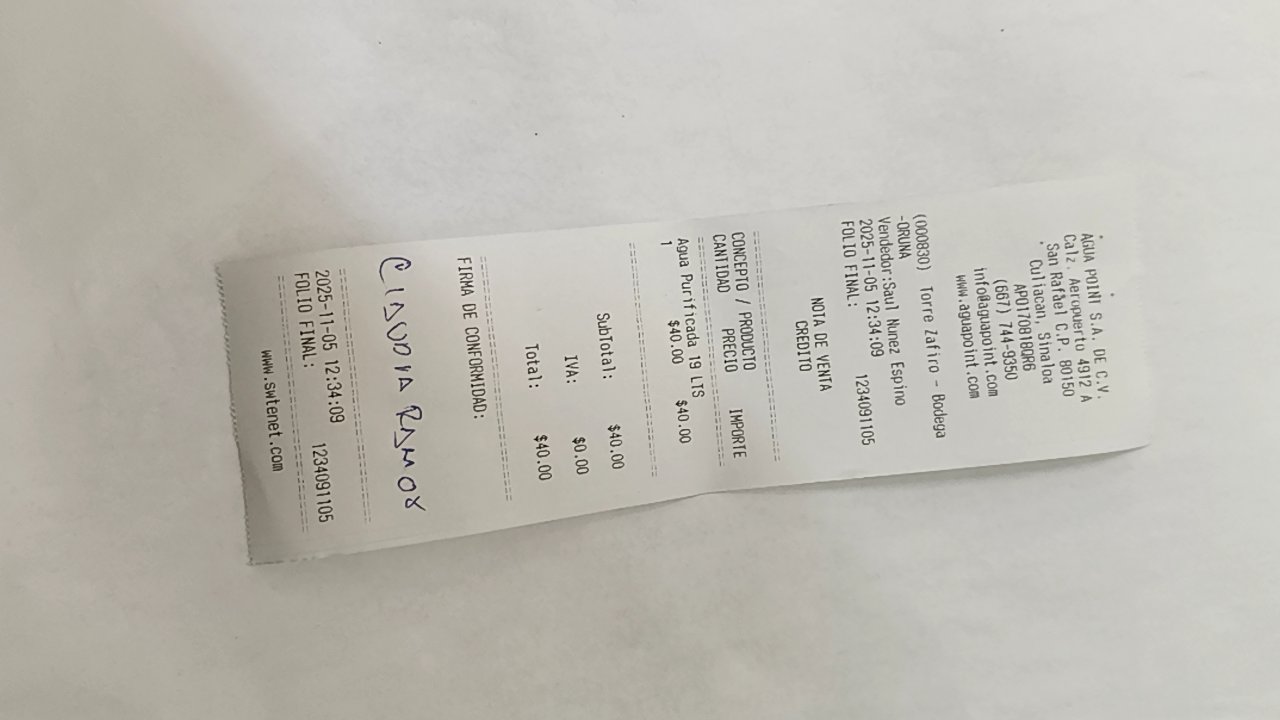 AGUA POINT S.A. DE C.V.
Calz. Aeropuerto 4912 A
San Rafael C.P. 80150
Culiacán, Sinaloa
APO170818QR6
(667) 744-9350
info@aguapoint.com
www.aguapoint.com
(000830) Torre Zafiro - Bodega
-ORUNA
Vendedor:Saul Nunez Espino
2025-11-05 12:34:09 1234091105
FOLIO FINAL:
NOTA DE VENTA
CREDITO
CONCEPTO / PRODUCTO
CANTIDAD PRECIO IMPORTE
Agua Purificada 19 LTS
1 $40.00 $40.00
SubTotal: $40.00
IVA: $0.00
Total: $40.00
FIRMA DE CONFORMIDAD:
CLAUDIA RAMOS
2025-11-05 12:34:09 1234091105
FOLIO FINAL:
www.swtenet.com